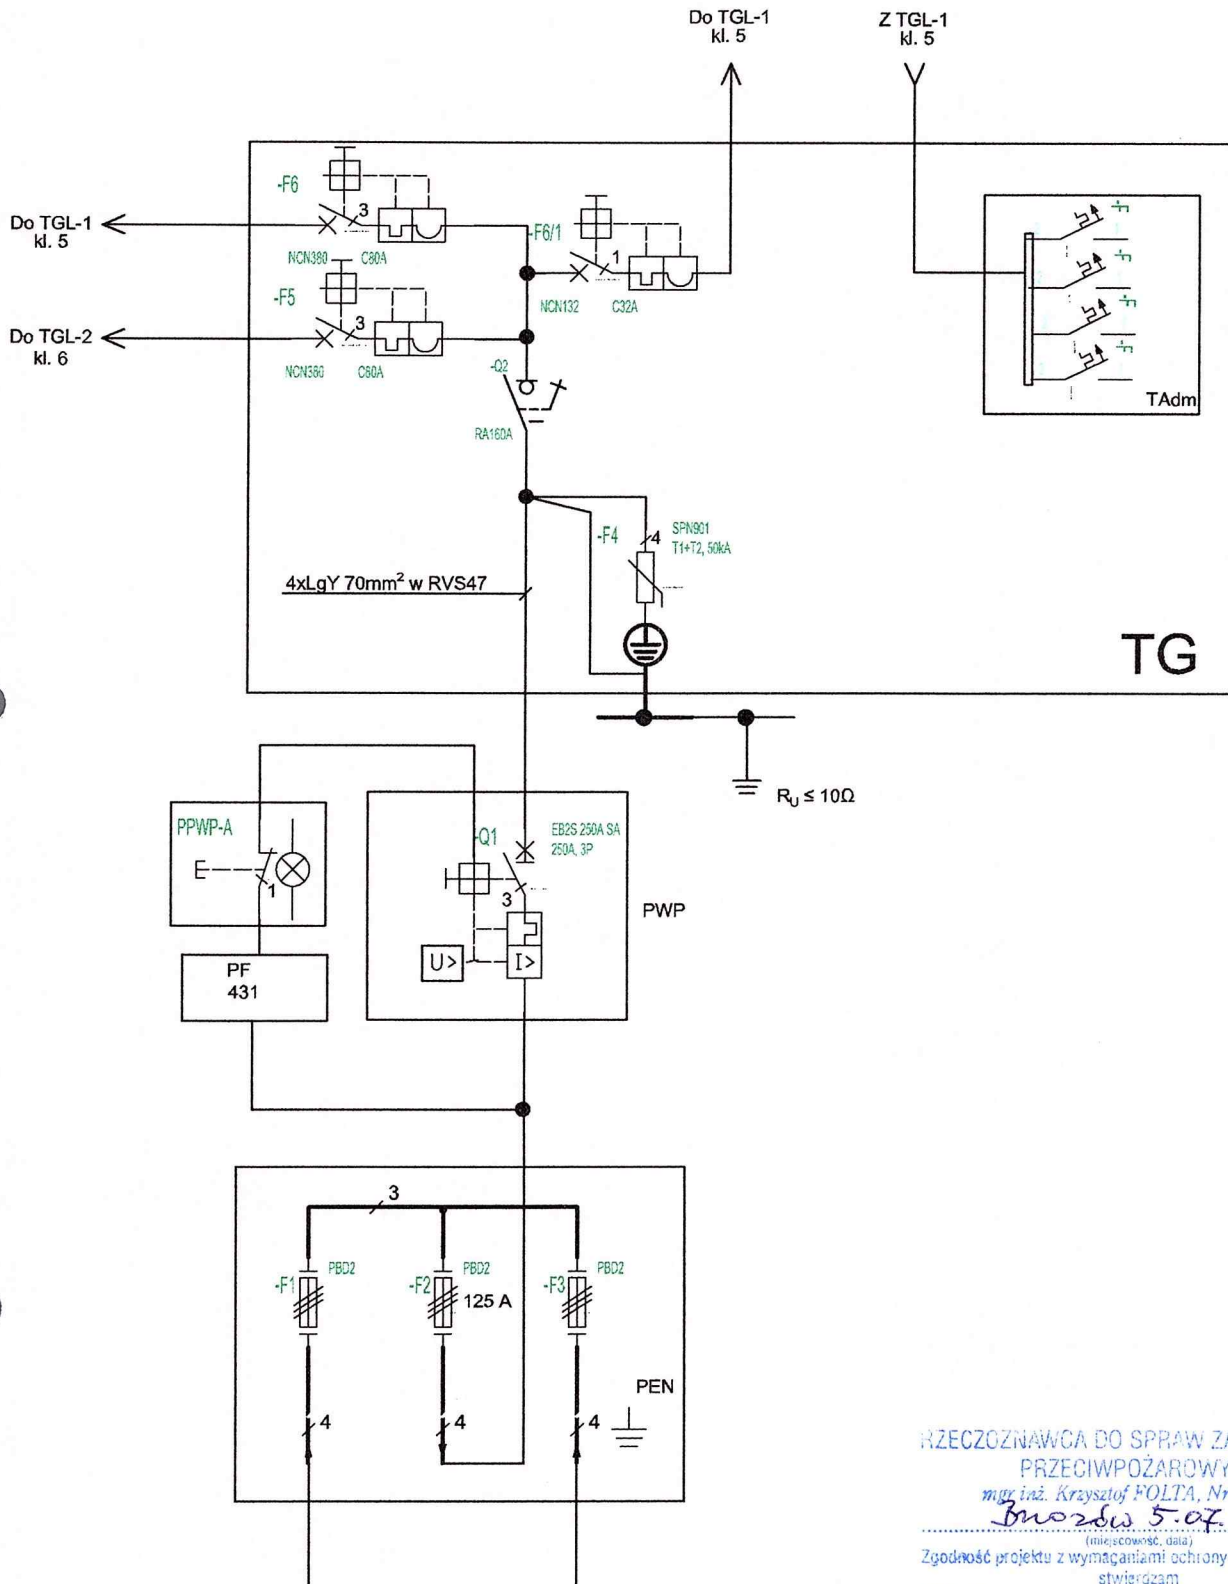 Do TGL-1
kl. 5
Z TGL-1
kl. 5
-F6
3
Do TGL-1
kl. 5
NCN380 C80A
-F6/1
1
NCN132 C32A
-F5
3
Do TGL-2
kl. 6
NCN380 C80A
-Q2
RA160A
-F
-F
-F
-F
TAdm
-F4
4
SPN901
T1+T2, 50kA
4xLgY 70mm² w RVS47
TG
RU ≤ 10Ω
PPWP-A
1
-Q1
EB2S 250A SA
250A, 3P
3
PWP
U>
I>
PF
431
3
-F1
PBD2
-F2
PBD2
125 A
-F3
PBD2
PEN
4
4
4
RZECZOZNAWCA DO SPRAW
PRZECIWPOŻAROWY
mgr inż. Krzysztof FOLTA, Nr
5.07.
(miejscowość, data)
Zgodność projektu z wymaganiami ochrony
stwierdzam